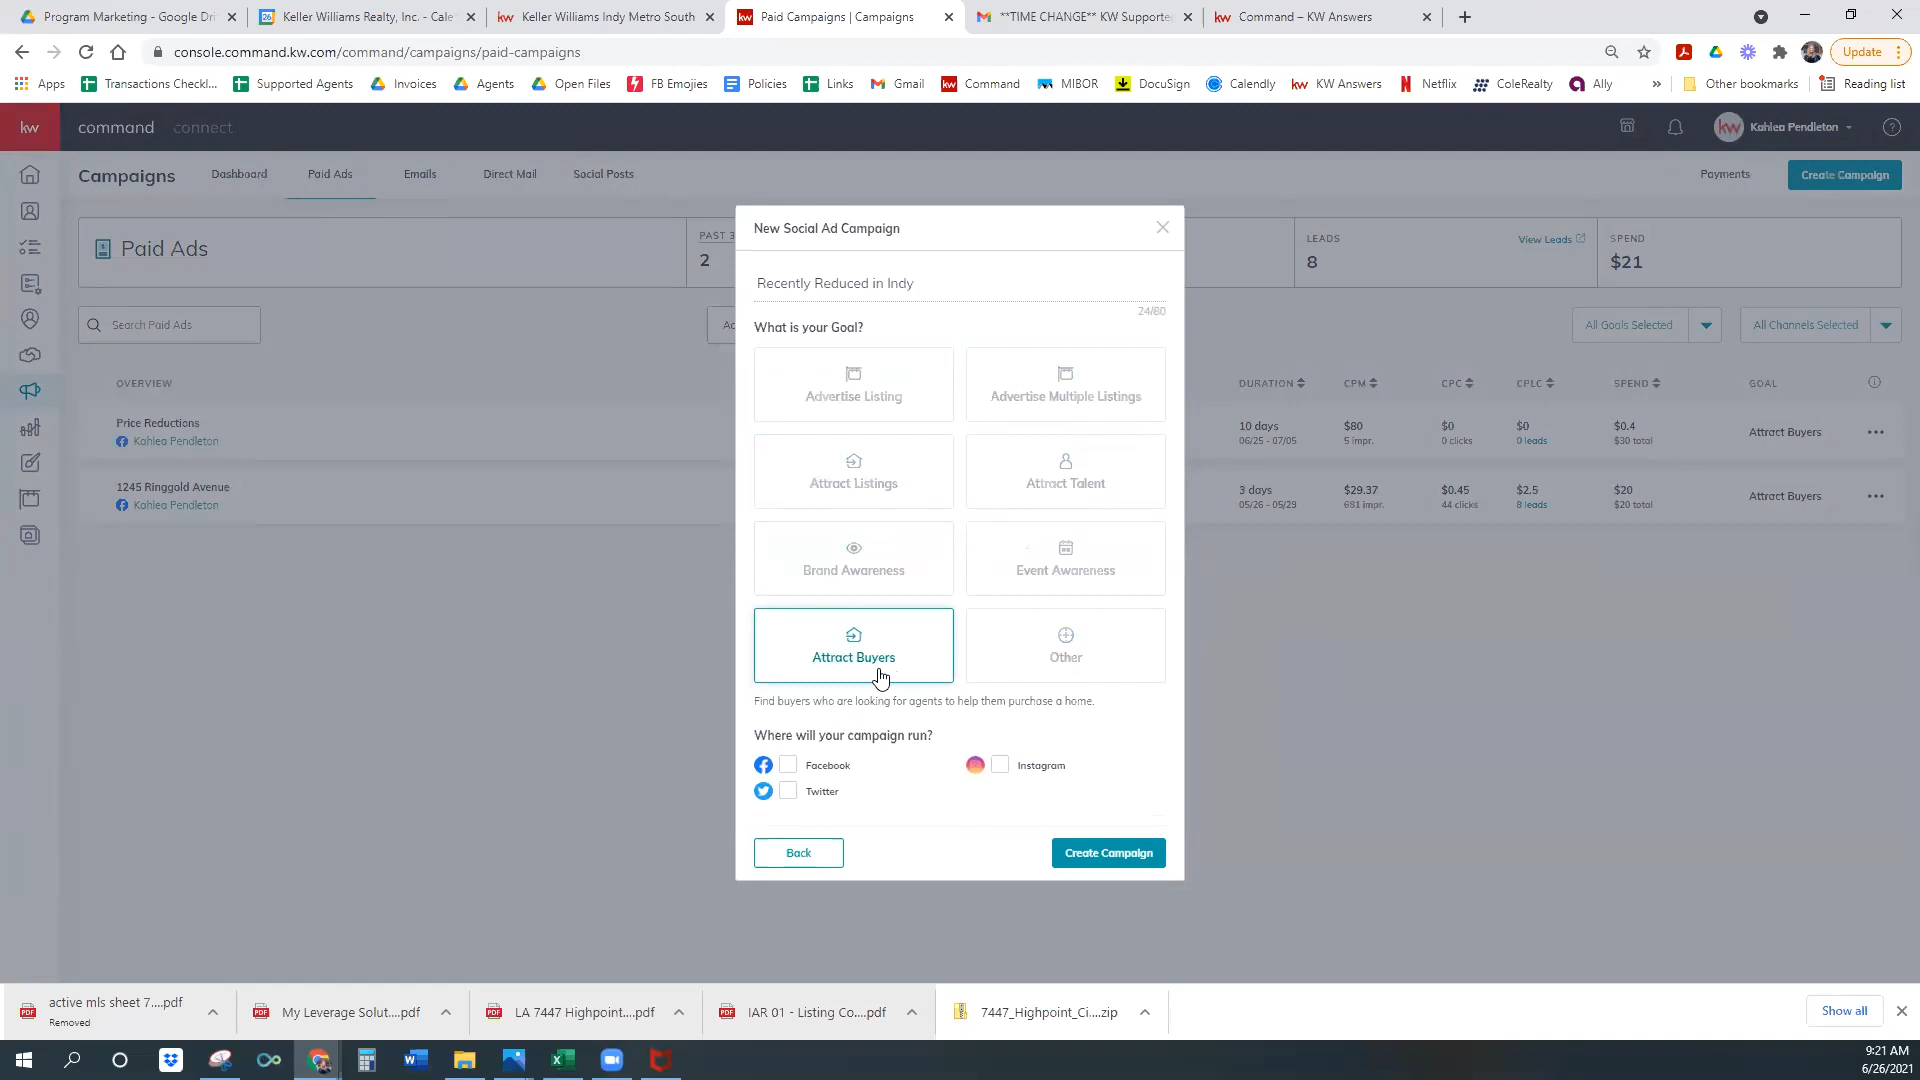 Program Marketing - Google Dri
Keller Williams Realty, Inc. - Cale
Keller Williams Indy Metro South
Paid Campaigns | Campaigns
**TIME CHANGE** KW Supporte
Command – KW Answers
console.command.kw.com/command/campaigns/paid-campaigns
Update
Apps
Transactions Checkl...
Supported Agents
Invoices
Agents
Open Files
FB Emojies
Policies
Links
Gmail
Command
MIBOR
DocuSign
Calendly
KW Answers
Netflix
ColeRealty
Ally
»
Other bookmarks
Reading list
kw
command
connect
kw
Kahlea Pendleton
Campaigns
Dashboard
Paid Ads
Emails
Direct Mail
Social Posts
Payments
Create Campaign
Paid Ads
PAST 3
2
LEADS
View Leads
8
SPEND
$21
Search Paid Ads
All Goals Selected
All Channels Selected
OVERVIEW
DURATION
CPM
CPC
CPLC
SPEND
GOAL
Price Reductions
Kahlea Pendleton
10 days
06/25 - 07/05
$80
5 impr.
$0
0 clicks
$0
0 leads
$0.4
$30 total
Attract Buyers
1245 Ringgold Avenue
Kahlea Pendleton
3 days
05/26 - 05/29
$29.37
681 impr.
$0.45
44 clicks
$2.5
8 leads
$20
$20 total
Attract Buyers
New Social Ad Campaign
Recently Reduced in Indy
24/80
What is your Goal?
Advertise Listing
Advertise Multiple Listings
Attract Listings
Attract Talent
Brand Awareness
Event Awareness
Attract Buyers
Other
Find buyers who are looking for agents to help them purchase a home.
Where will your campaign run?
Facebook
Instagram
Twitter
Back
Create Campaign
active mls sheet 7....pdf
Removed
My Leverage Solut....pdf
LA 7447 Highpoint....pdf
IAR 01 - Listing Co....pdf
7447_Highpoint_Ci....zip
Show all
9:21 AM
6/26/2021